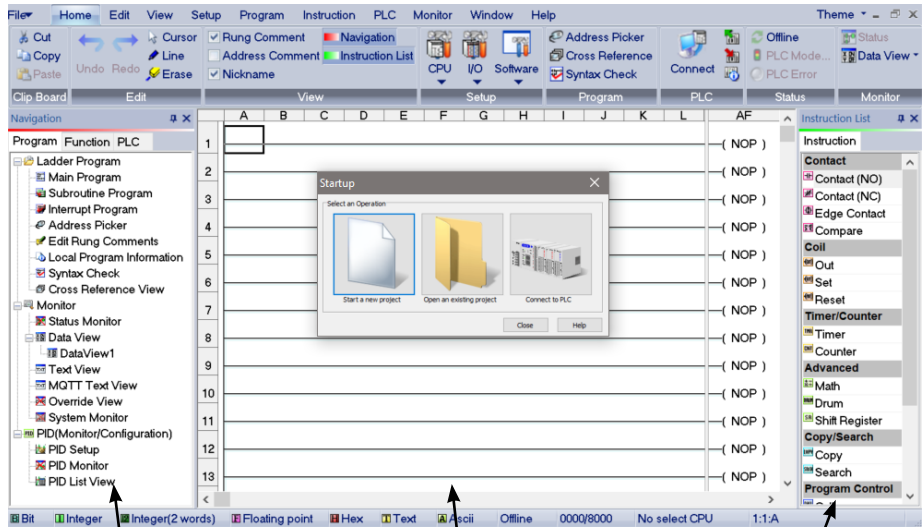 File Home Edit View Setup Program Instruction PLC Monitor Window Help Theme
Cut Cursor Rung Comment Navigation Address Picker Offline Status
Copy Line Address Comment Instruction List Cross Reference PLC Mode... Data View
Paste Undo Redo Erase Nickname CPU I/O Software Syntax Check Connect PLC Error
Clip Board Edit View Setup Program PLC Status Monitor
Navigation
Program Function PLC
Ladder Program
Main Program
Subroutine Program
Interrupt Program
Address Picker
Edit Rung Comments
Local Program Information
Syntax Check
Cross Reference View
Monitor
Status Monitor
Data View
DataView1
Text View
MQTT Text View
Override View
System Monitor
PID(Monitor/Configuration)
PID Setup
PID Monitor
PID List View
A B C D E F G H I J K L AF
1 ( NOP )
2 ( NOP )
3 ( NOP )
4 ( NOP )
5 ( NOP )
6 ( NOP )
7 ( NOP )
8 ( NOP )
9 ( NOP )
10 ( NOP )
11 ( NOP )
12 ( NOP )
13 ( NOP )
Startup
Select an Operation
Start a new project
Open an existing project
Connect to PLC
Close Help
Instruction List
Instruction
Contact
Contact (NO)
Contact (NC)
Edge Contact
Compare
Coil
Out
Set
Reset
Timer/Counter
Timer
Counter
Advanced
Math
Drum
Shift Register
Copy/Search
Copy
Search
Program Control
Bit Integer Integer(2 words) Floating point Hex Text Ascii Offline 0000/8000 No select CPU 1:1:A